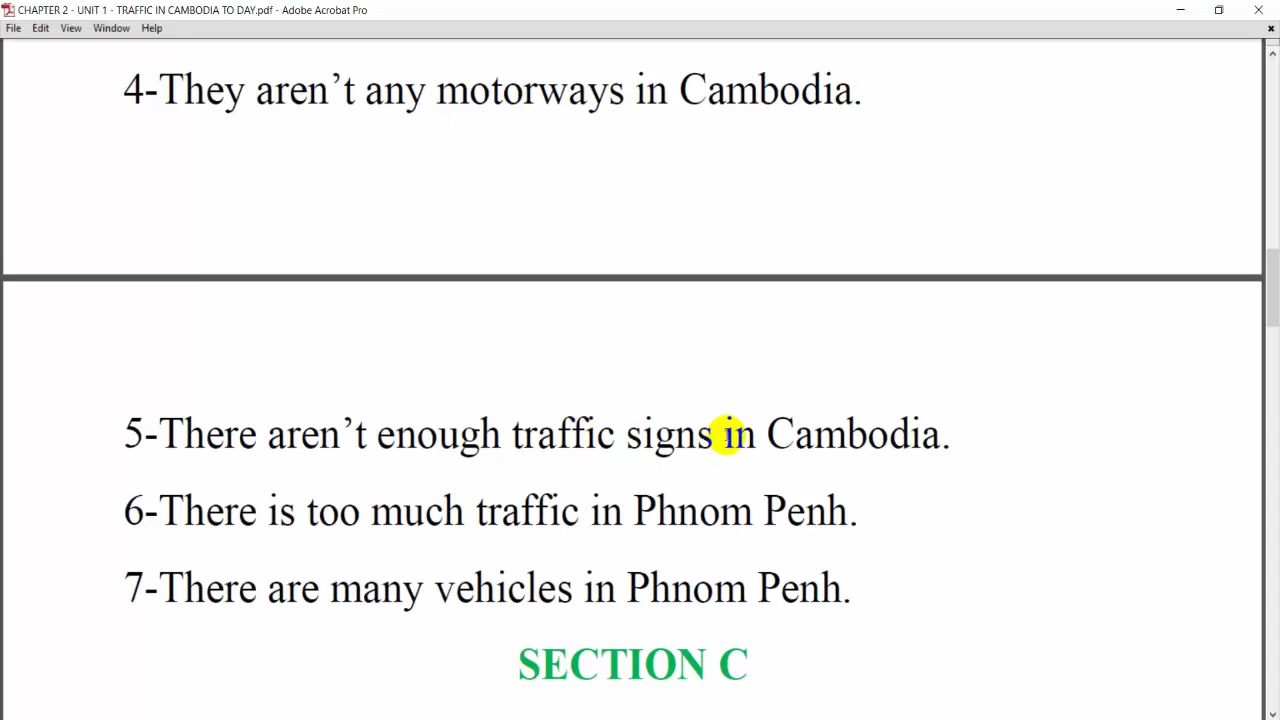 CHAPTER 2 - UNIT 1 - TRAFFIC IN CAMBODIA TO DAY.pdf - Adobe Acrobat Pro
File Edit View Window Help
4-They aren’t any motorways in Cambodia.
5-There aren’t enough traffic signs in Cambodia.
6-There is too much traffic in Phnom Penh.
7-There are many vehicles in Phnom Penh.
SECTION C